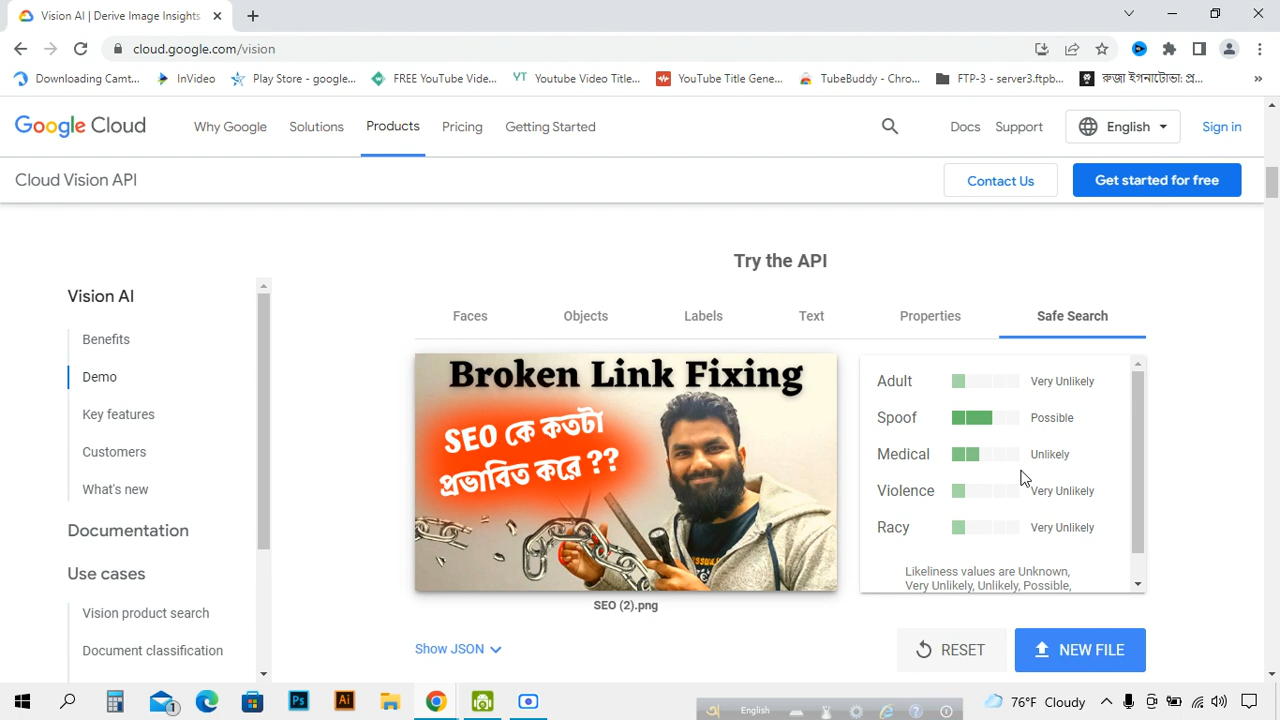 Vision AI | Derive Image Insights
cloud.google.com/vision
Downloading Camt...
InVideo
Play Store - google...
FREE YouTube Vide...
YT Youtube Video Title...
YouTube Title Gene...
TubeBuddy - Chro...
FTP-3 - server3.ftpb...
রুজা ইগনাটোভা: প্র...
»
Google Cloud
Why Google
Solutions
Products
Pricing
Getting Started
Docs
Support
English
Sign in
Cloud Vision API
Contact Us
Get started for free
Vision AI
Benefits
Demo
Key features
Customers
What's new
Documentation
Use cases
Vision product search
Document classification
Try the API
Faces
Objects
Labels
Text
Properties
Safe Search
Broken Link Fixing
SEO কে কতটা
প্রভাবিত করে ??
SEO (2).png
Adult Very Unlikely
Spoof Possible
Medical Unlikely
Violence Very Unlikely
Racy Very Unlikely
Likeliness values are Unknown,
Very Unlikely, Unlikely, Possible,
Show JSON
RESET
NEW FILE
Ps
Ai
1
English
76°F Cloudy